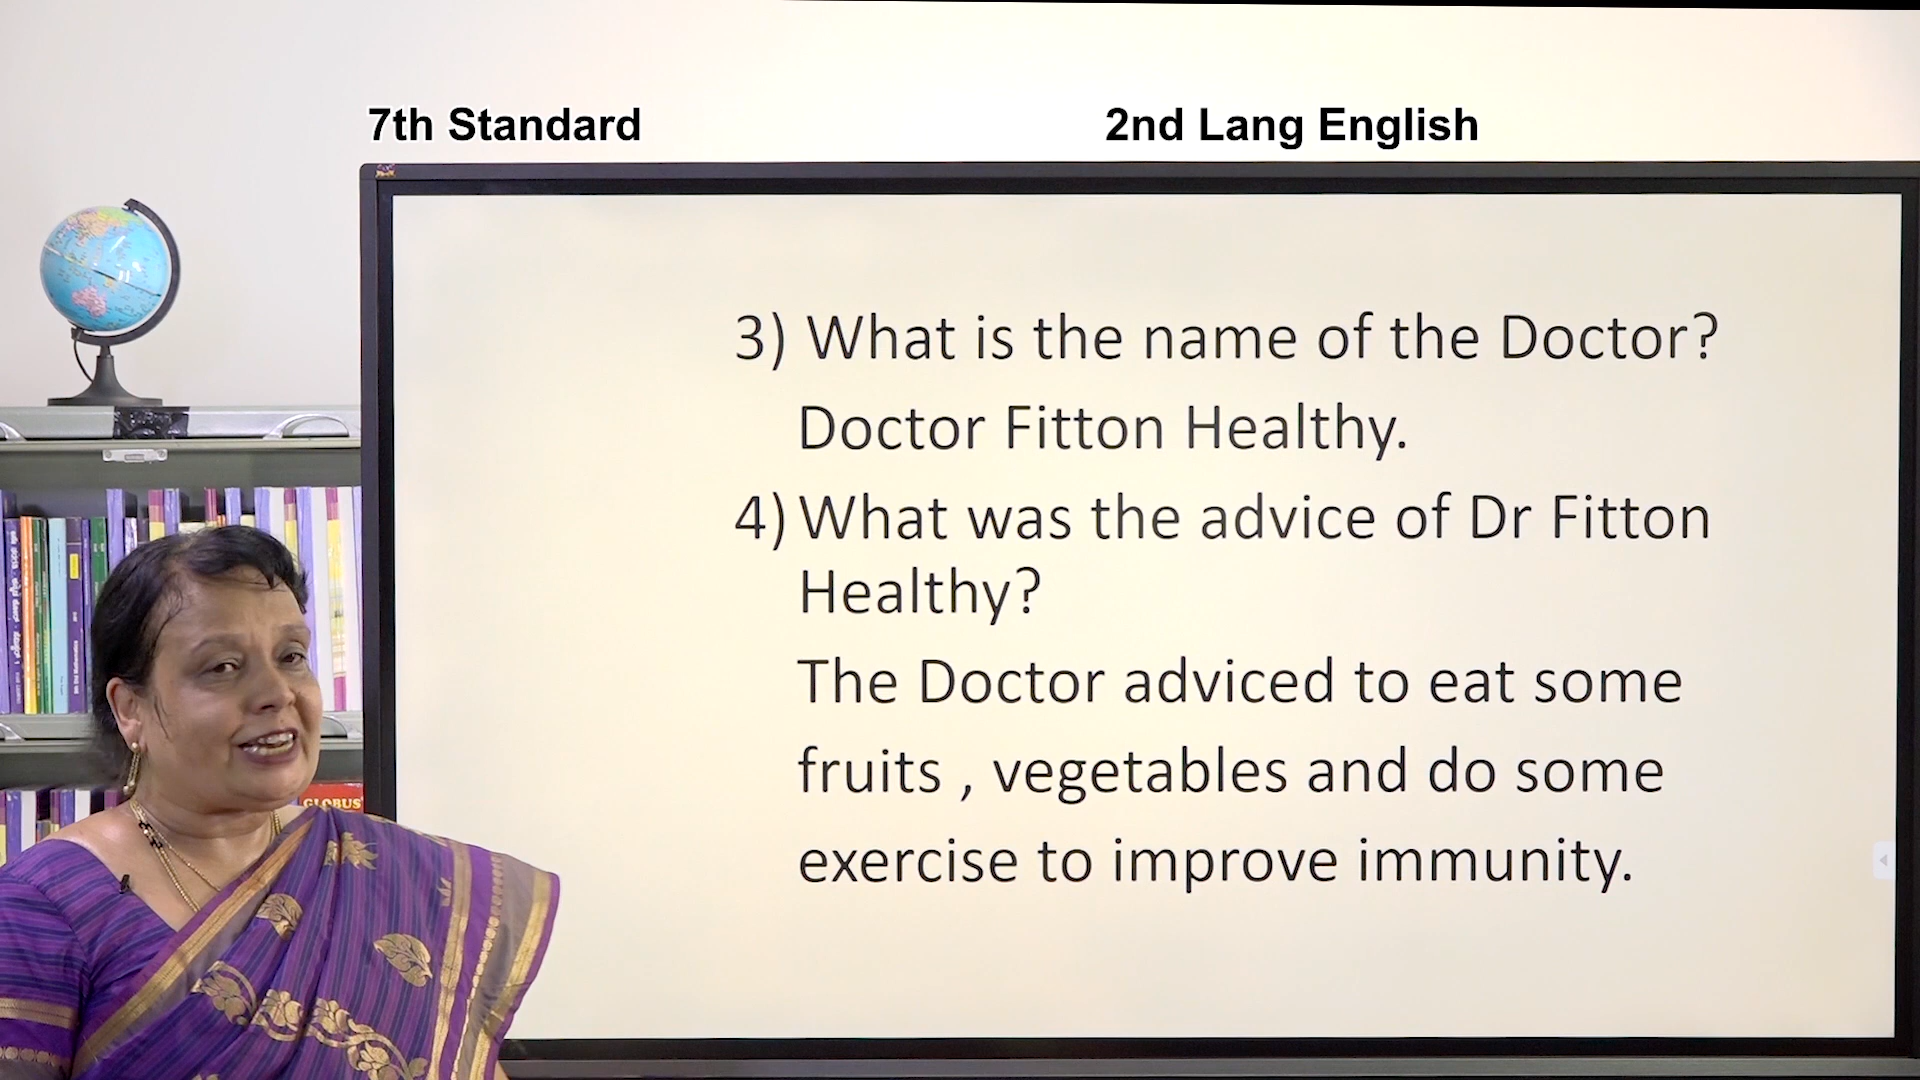 7th Standard
2nd Lang English
3) What is the name of the Doctor?
Doctor Fitton Healthy.
4) What was the advice of Dr Fitton
Healthy?
The Doctor adviced to eat some
fruits , vegetables and do some
exercise to improve immunity.
GLOBUS